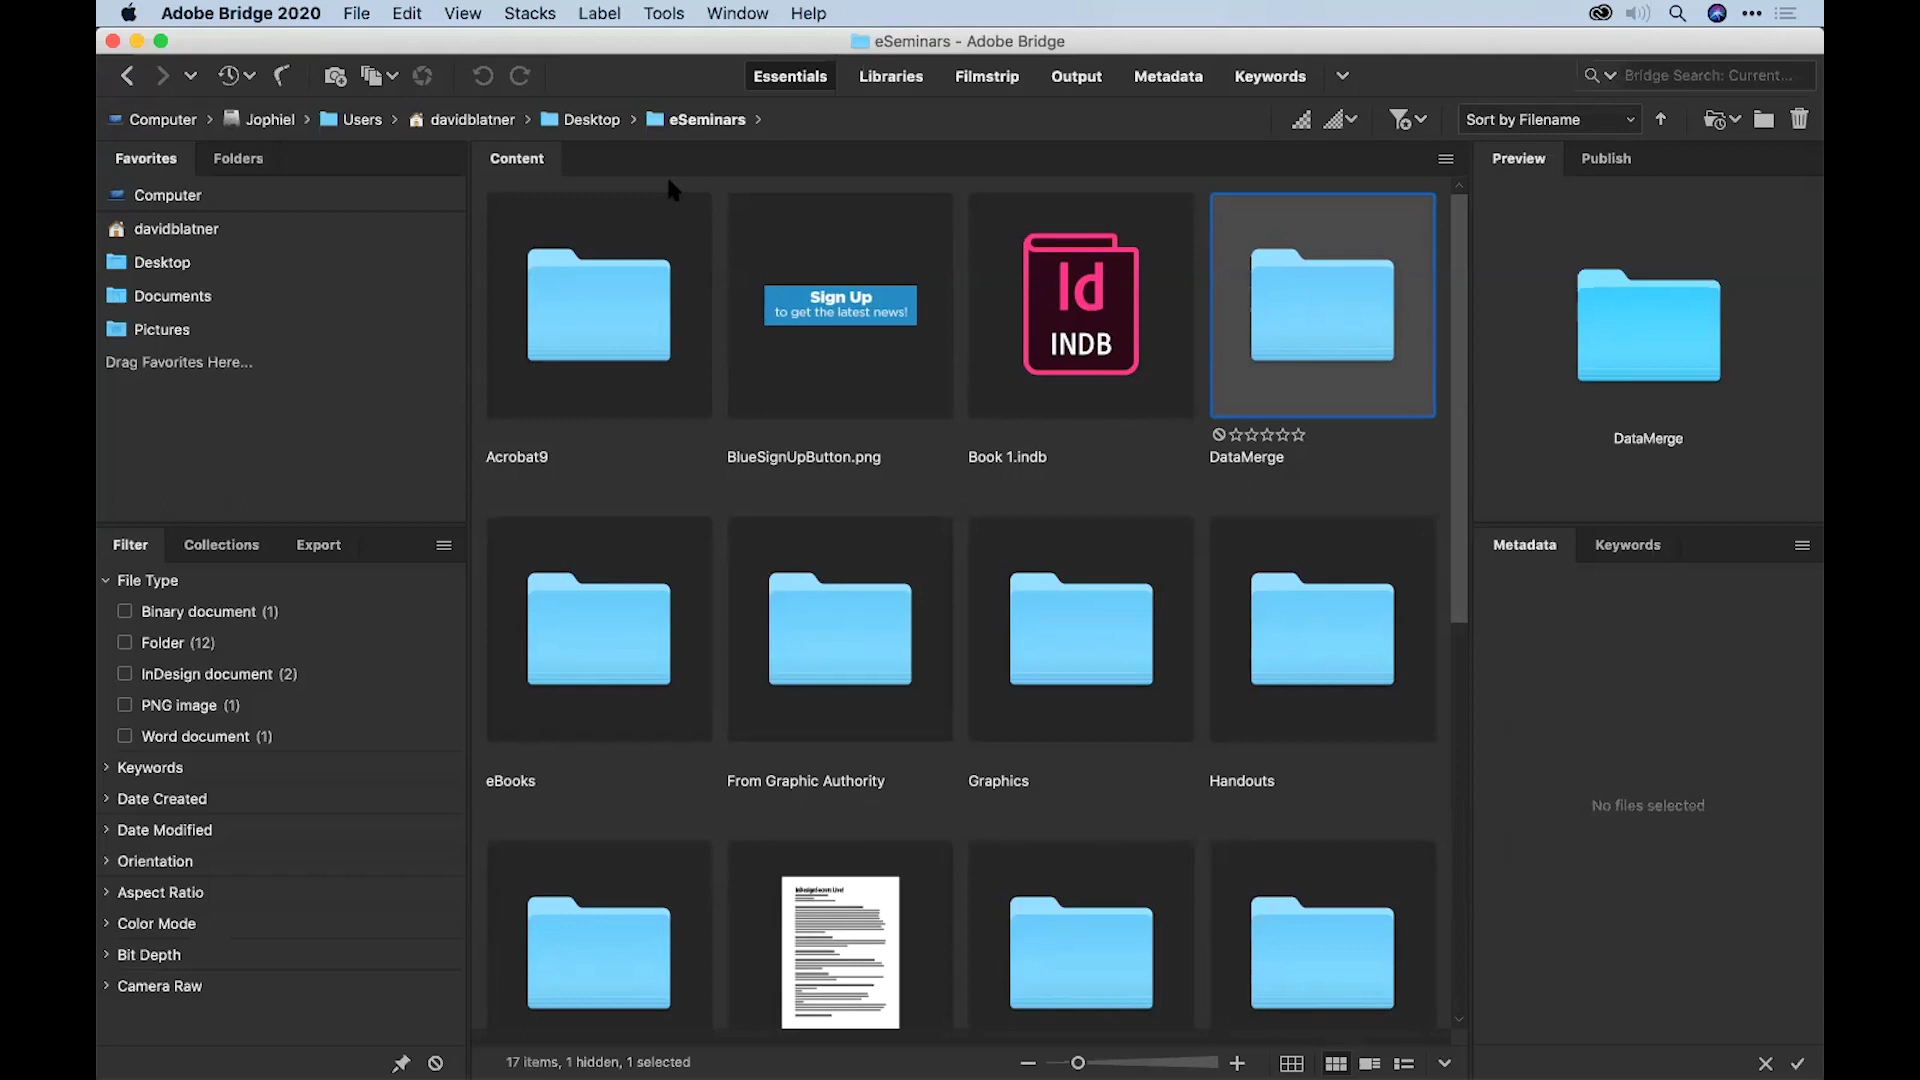 Adobe Bridge 2020 File Edit View Stacks Label Tools Window Help
eSeminars - Adobe Bridge
Essentials Libraries Filmstrip Output Metadata Keywords Bridge Search: Current...
Computer Jophiel Users davidblatner Desktop eSeminars Sort by Filename
Favorites Folders
Computer
davidblatner
Desktop
Documents
Pictures
Drag Favorites Here...
Filter Collections Export
File Type
Binary document (1)
Folder (12)
InDesign document (2)
PNG image (1)
Word document (1)
Keywords
Date Created
Date Modified
Orientation
Aspect Ratio
Color Mode
Bit Depth
Camera Raw
Content
Sign Up
to get the latest news!
Id
INDB
Acrobat9 BlueSignUpButton.png Book 1.indb DataMerge
eBooks From Graphic Authority Graphics Handouts
17 items, 1 hidden, 1 selected
Preview Publish
DataMerge
Metadata Keywords
No files selected